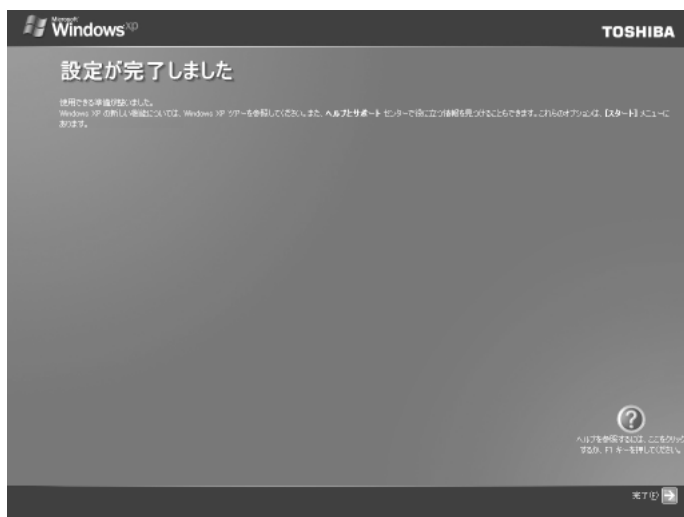 Microsoft
Windows xp
TOSHIBA
設定が完了しました
使用できる準備が整いました。
Windows XP の新しい機能については、Windows XP ツアーを参照してください。また、ヘルプとサポート センターで役に立つ情報を見つけることもできます。これらのオプションは、[スタート] メニューに
あります。
ヘルプを参照するには、ここをクリック
するか、F1 キーを押してください。
完了(F)